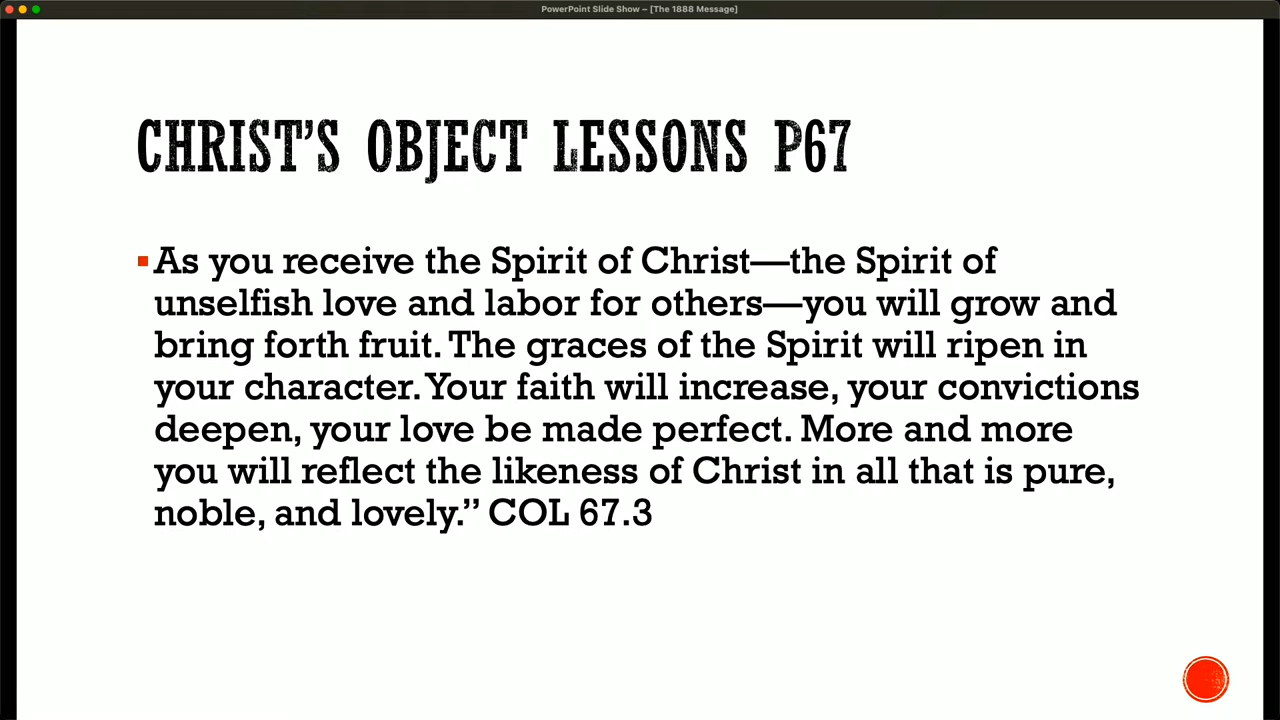 PowerPoint Slide Show – [The 1888 Message]
CHRIST'S OBJECT LESSONS P67
As you receive the Spirit of Christ—the Spirit of
unselfish love and labor for others—you will grow and
bring forth fruit. The graces of the Spirit will ripen in
your character. Your faith will increase, your convictions
deepen, your love be made perfect. More and more
you will reflect the likeness of Christ in all that is pure,
noble, and lovely.” COL 67.3